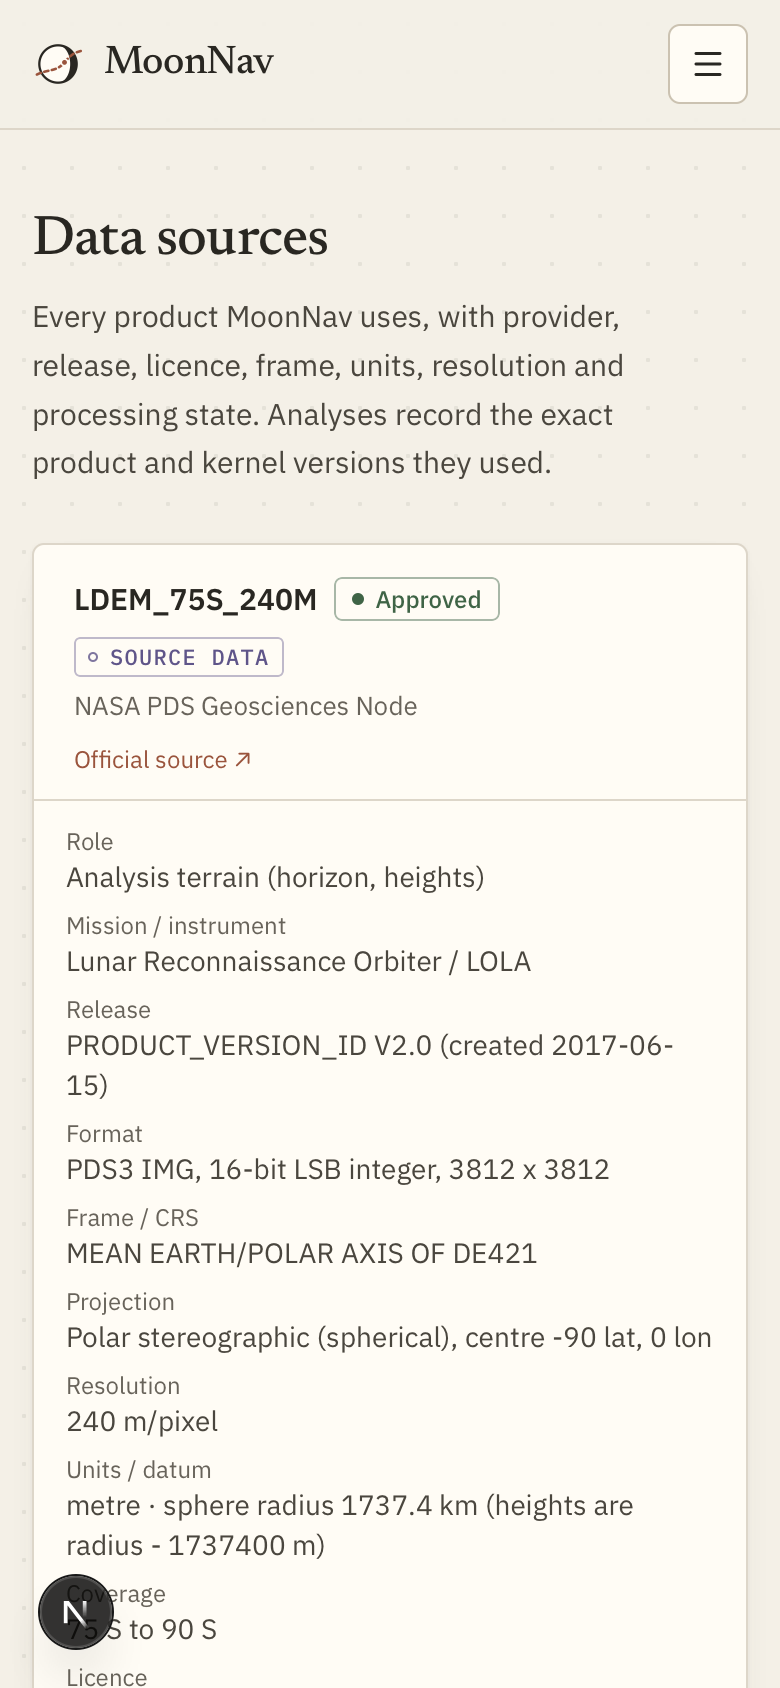 MoonNav
Data sources
Every product MoonNav uses, with provider,
release, licence, frame, units, resolution and
processing state. Analyses record the exact
product and kernel versions they used.
LDEM_75S_240M
Approved
SOURCE DATA
NASA PDS Geosciences Node
Official source ↗
Role
Analysis terrain (horizon, heights)
Mission / instrument
Lunar Reconnaissance Orbiter / LOLA
Release
PRODUCT_VERSION_ID V2.0 (created 2017-06-
15)
Format
PDS3 IMG, 16-bit LSB integer, 3812 x 3812
Frame / CRS
MEAN EARTH/POLAR AXIS OF DE421
Projection
Polar stereographic (spherical), centre -90 lat, 0 lon
Resolution
240 m/pixel
Units / datum
metre · sphere radius 1737.4 km (heights are
radius - 1737400 m)
Coverage
75 S to 90 S
N
Licence